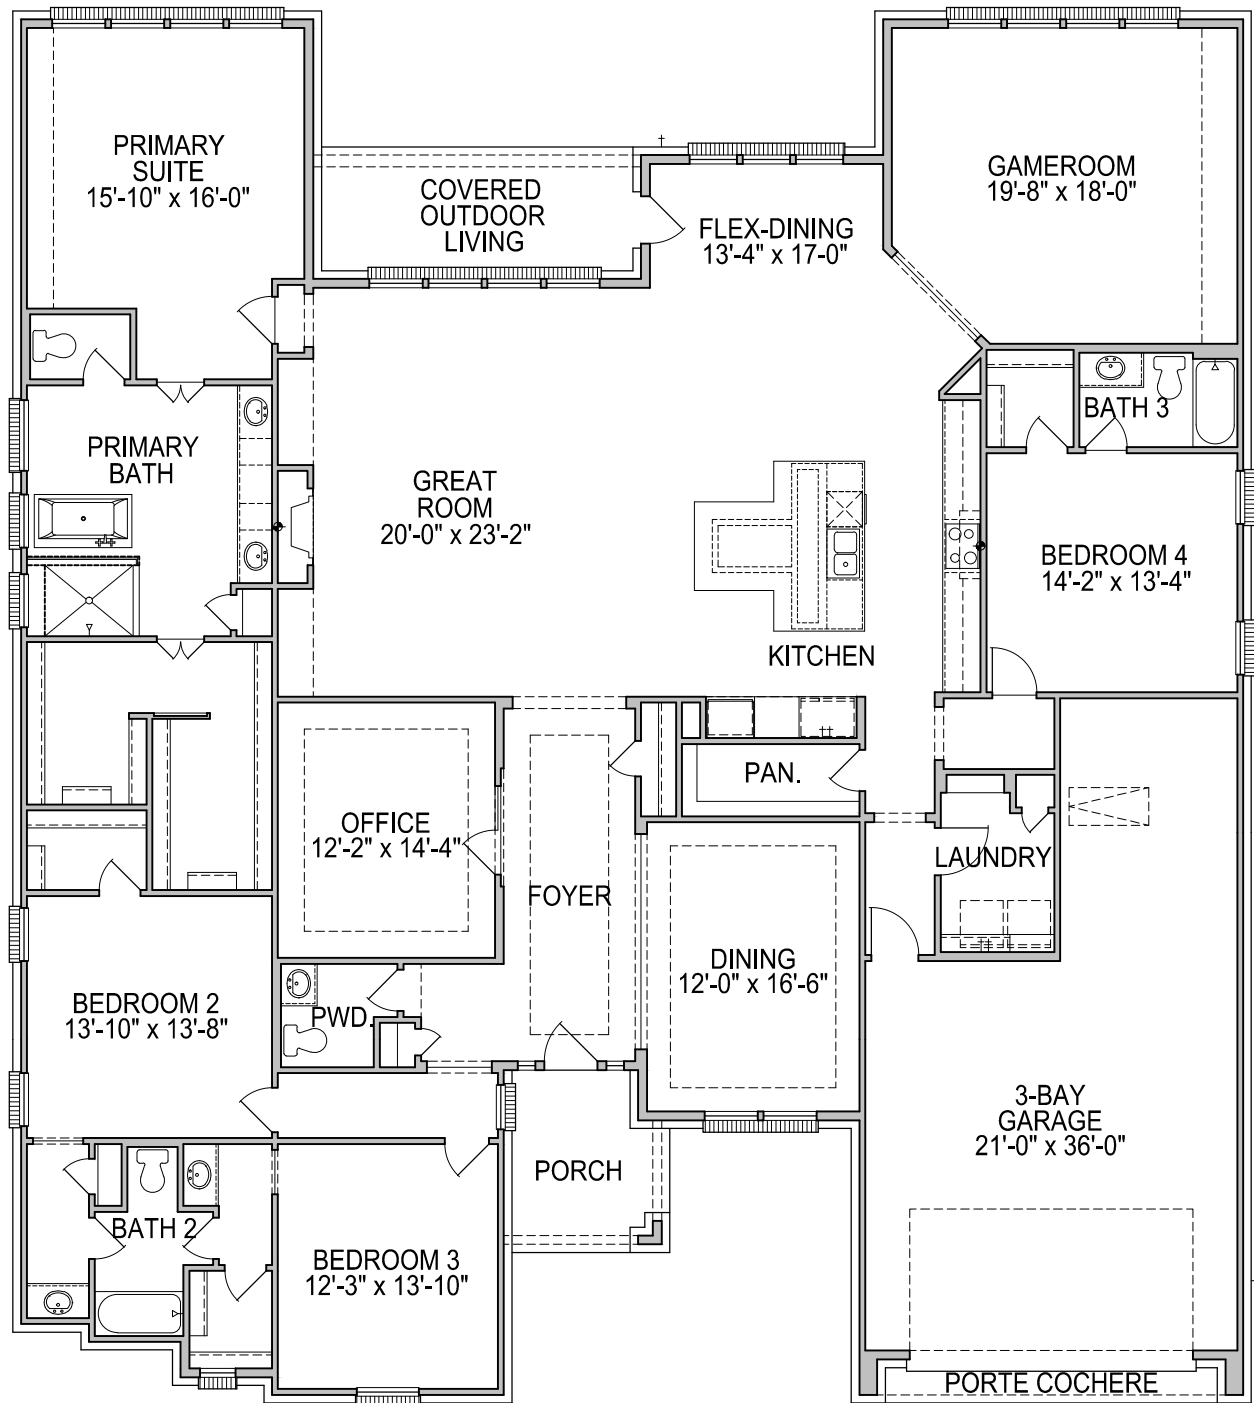 PRIMARY
SUITE
15'-10" x 16'-0"
COVERED
OUTDOOR
LIVING
FLEX-DINING
13'-4" x 17-0"
GAMEROOM
19'-8" x 18'-0"
PRIMARY
BATH
GREAT
ROOM
20'-0" x 23'-2"
BATH 3
BEDROOM 4
14'-2" x 13'-4"
KITCHEN
PAN.
OFFICE
12'-2" x 14'-4"
FOYER
LAUNDRY
DINING
12'-0" x 16'-6"
BEDROOM 2
13'-10" x 13'-8"
PWD.
3-BAY
GARAGE
21'-0" x 36'-0"
PORCH
BATH 2
BEDROOM 3
12'-3" x 13'-10"
PORTE COCHERE